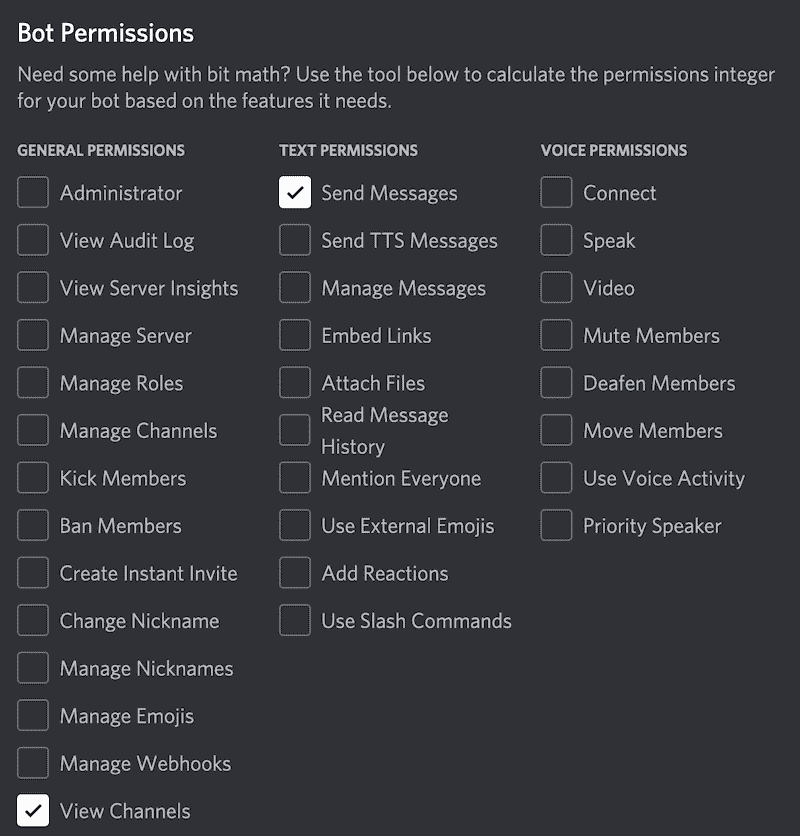 Bot Permissions
Need some help with bit math? Use the tool below to calculate the permissions integer
for your bot based on the features it needs.
GENERAL PERMISSIONS
Administrator
View Audit Log
View Server Insights
Manage Server
Manage Roles
Manage Channels
Kick Members
Ban Members
Create Instant Invite
Change Nickname
Manage Nicknames
Manage Emojis
Manage Webhooks
View Channels
TEXT PERMISSIONS
Send Messages
Send TTS Messages
Manage Messages
Embed Links
Attach Files
Read Message
History
Mention Everyone
Use External Emojis
Add Reactions
Use Slash Commands
VOICE PERMISSIONS
Connect
Speak
Video
Mute Members
Deafen Members
Move Members
Use Voice Activity
Priority Speaker